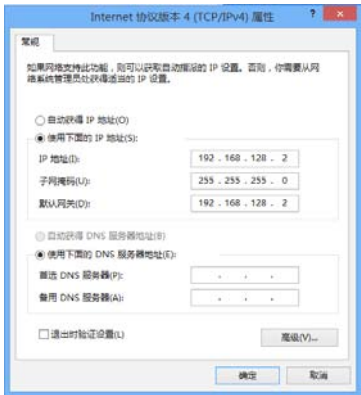 Internet 协议版本 4 (TCP/IPv4) 属性
?
x
常规
如果网络支持此功能，则可以获取自动指派的 IP 设置。否则，你需要从网
络系统管理员处获得适当的 IP 设置。
自动获得 IP 地址(O)
使用下面的 IP 地址(S):
IP 地址(I): 192 . 168 . 128 . 2
子网掩码(U): 255 . 255 . 255 . 0
默认网关(D): 192 . 168 . 128 . 2
自动获得 DNS 服务器地址(B)
使用下面的 DNS 服务器地址(E):
首选 DNS 服务器(P): . . .
备用 DNS 服务器(A): . . .
退出时验证设置(L)
高级(V)...
确定
取消